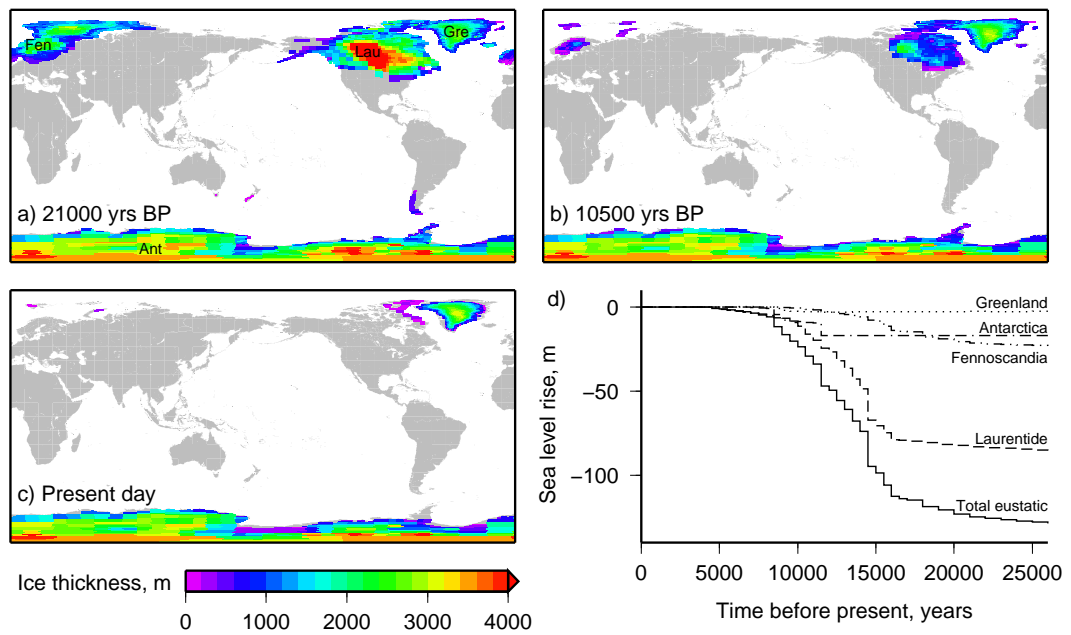 Fen
Lau
Gre
Ant
a) 21000 yrs BP
b) 10500 yrs BP
c) Present day
d)
0
−50
−100
Sea level rise, m
Greenland
Antarctica
Fennoscandia
Laurentide
Total eustatic
0 5000 10000 15000 20000 25000
Time before present, years
Ice thickness, m
0 1000 2000 3000 4000